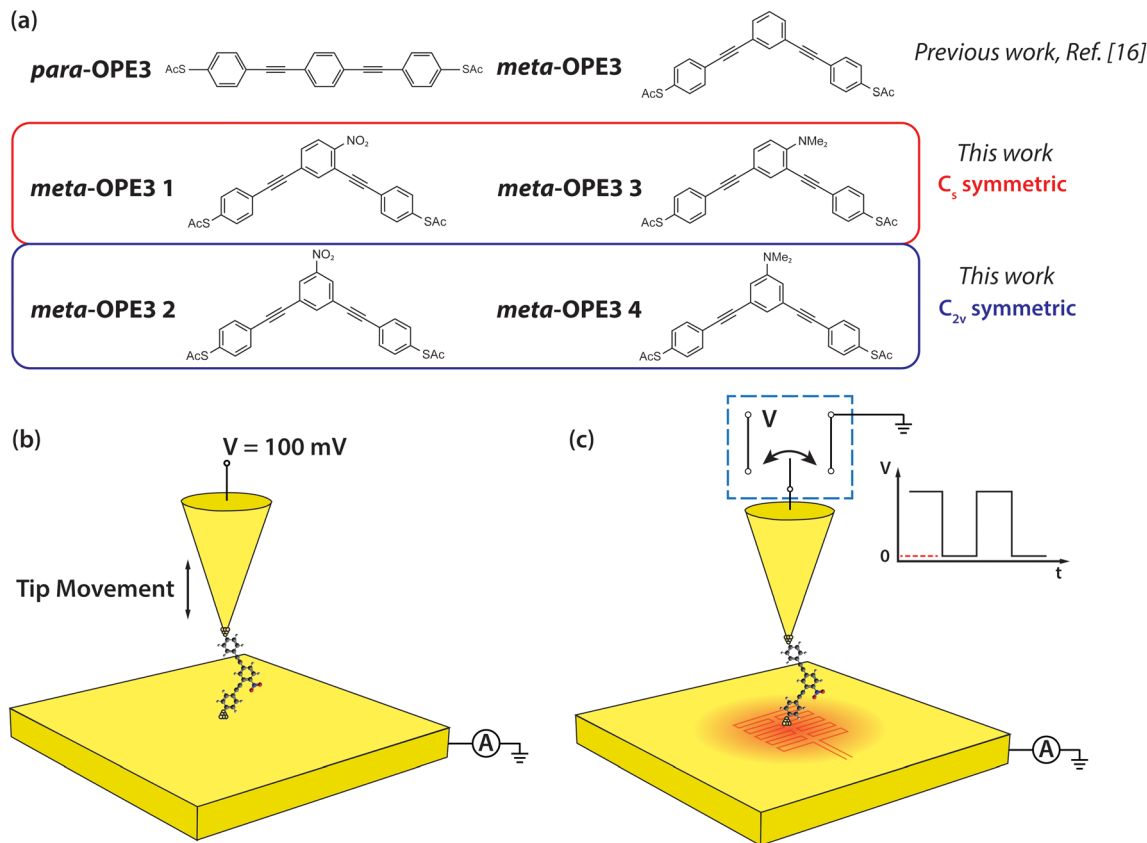 (a)
para-OPE3
AcS
SAc
meta-OPE3
AcS
SAc
Previous work, Ref. [16]
meta-OPE3 1
NO₂
AcS
SAc
meta-OPE3 3
NMe₂
AcS
SAc
This work
Cₛ symmetric
meta-OPE3 2
NO₂
AcS
SAc
meta-OPE3 4
NMe₂
AcS
SAc
This work
C₂ᵥ symmetric
(b)
V = 100 mV
Tip Movement
A
(c)
V
V
0
t
A